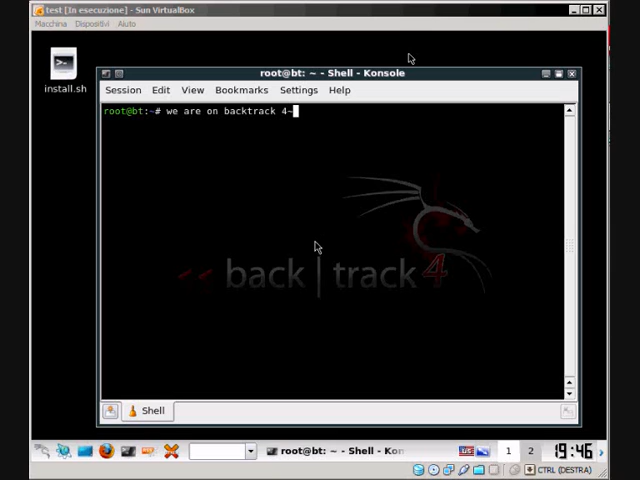 test [In esecuzione] - Sun VirtualBox
Macchina Dispositivi Aiuto
install.sh
root@bt: ~ - Shell - Konsole
Session Edit View Bookmarks Settings Help
root@bt:~# we are on backtrack 4~
<< back | track 4
Shell
root@bt: ~ - Shell - Kon
US
1 2
19:46
CTRL (DESTRA)